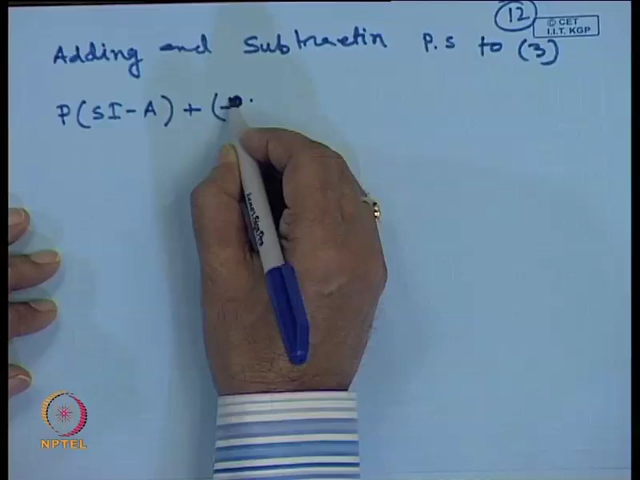 12
© CET
I.I.T. KGP
Adding and Subtractin P.S to (3)
P(SI-A) + (-
NPTEL